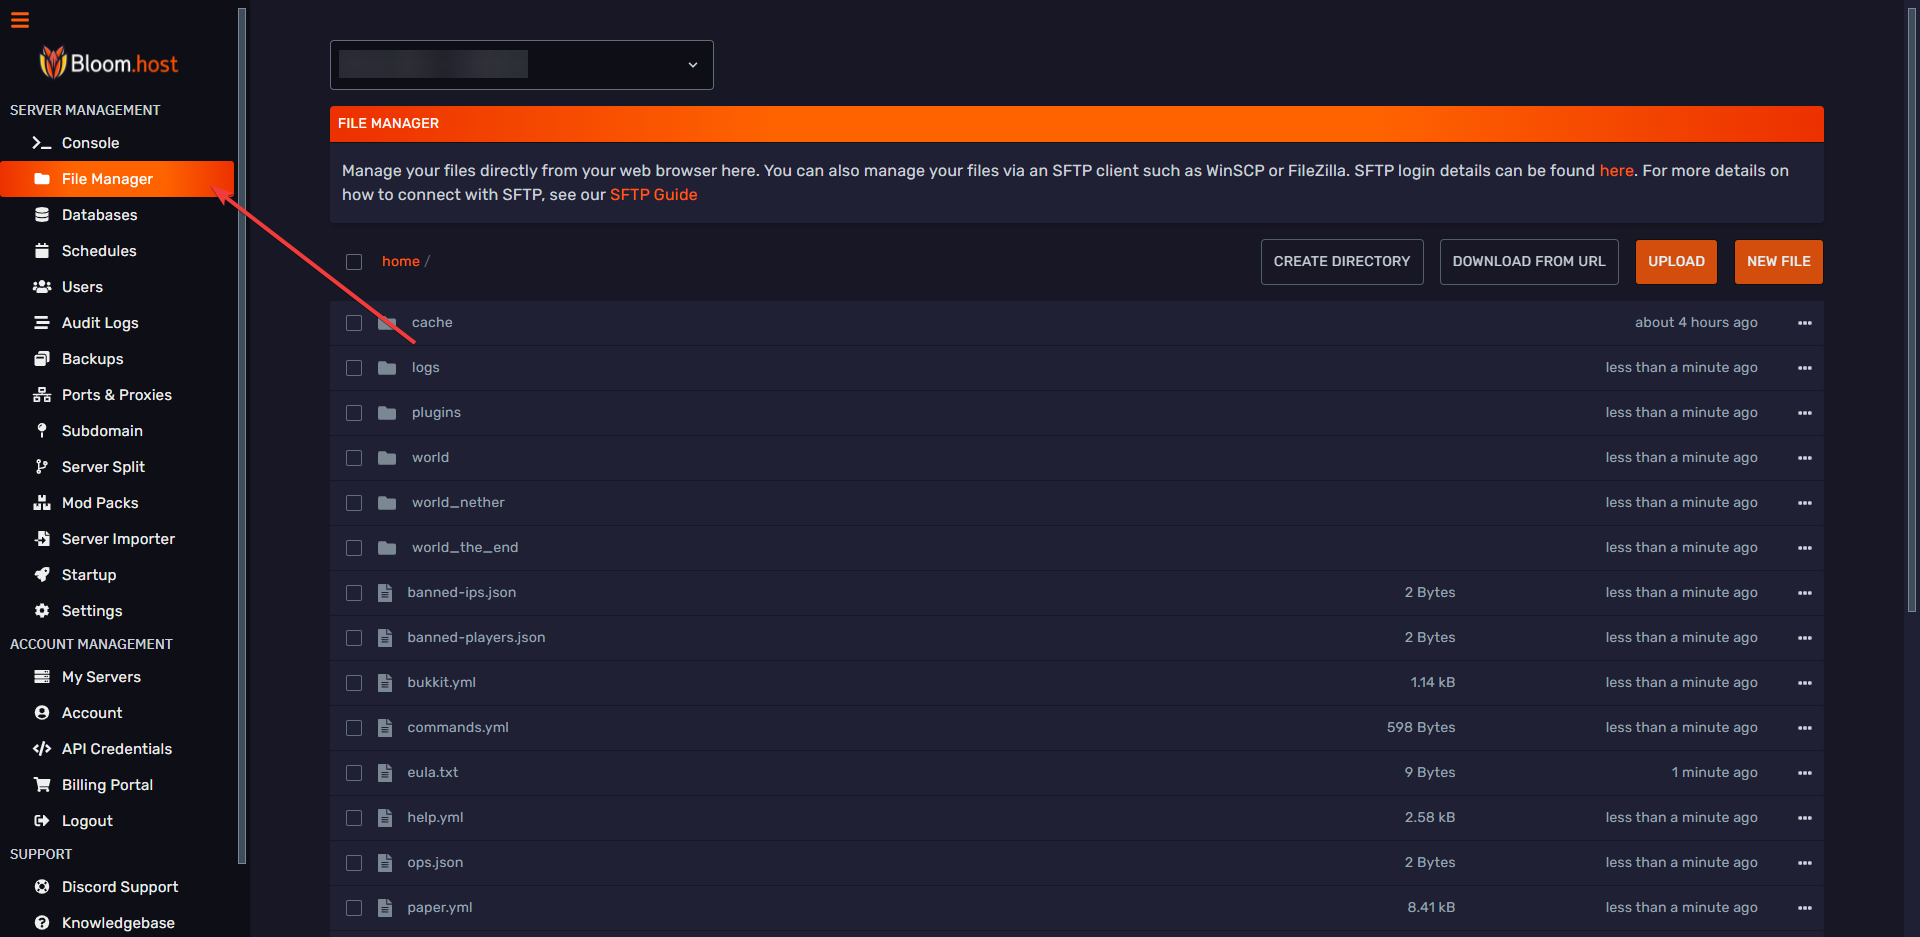 Bloom.host
SERVER MANAGEMENT
Console
File Manager
Databases
Schedules
Users
Audit Logs
Backups
Ports & Proxies
Subdomain
Server Split
Mod Packs
Server Importer
Startup
Settings
ACCOUNT MANAGEMENT
My Servers
Account
API Credentials
Billing Portal
Logout
SUPPORT
Discord Support
Knowledgebase
FILE MANAGER
Manage your files directly from your web browser here. You can also manage your files via an SFTP client such as WinSCP or FileZilla. SFTP login details can be found here. For more details on
how to connect with SFTP, see our SFTP Guide
home / CREATE DIRECTORY DOWNLOAD FROM URL UPLOAD NEW FILE
cache about 4 hours ago
logs less than a minute ago
plugins less than a minute ago
world less than a minute ago
world_nether less than a minute ago
world_the_end less than a minute ago
banned-ips.json 2 Bytes less than a minute ago
banned-players.json 2 Bytes less than a minute ago
bukkit.yml 1.14 kB less than a minute ago
commands.yml 598 Bytes less than a minute ago
eula.txt 9 Bytes 1 minute ago
help.yml 2.58 kB less than a minute ago
ops.json 2 Bytes less than a minute ago
paper.yml 8.41 kB less than a minute ago